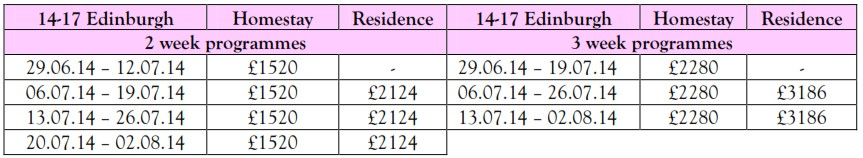 14-17 Edinburgh Homestay Residence 14-17 Edinburgh Homestay Residence
2 week programmes 3 week programmes
29.06.14 – 12.07.14 £1520 - 29.06.14 – 19.07.14 £2280 -
06.07.14 – 19.07.14 £1520 £2124 06.07.14 – 26.07.14 £2280 £3186
13.07.14 – 26.07.14 £1520 £2124 13.07.14 – 02.08.14 £2280 £3186
20.07.14 – 02.08.14 £1520 £2124